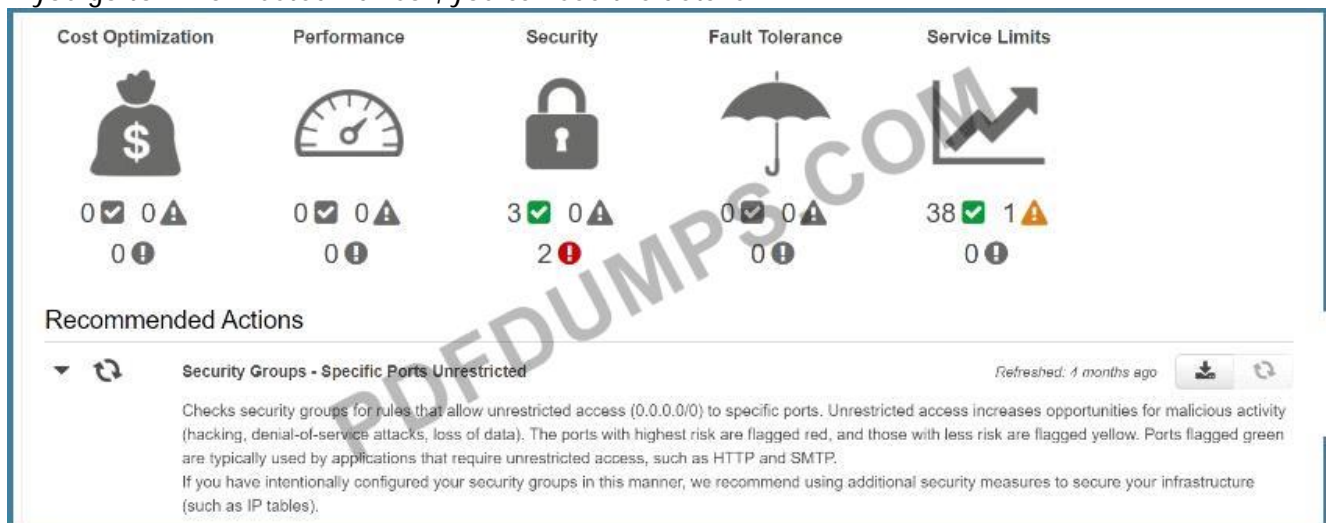 Cost Optimization Performance Security Fault Tolerance Service Limits
$
0 0 0 0 3 0 0 0 38 1
0 0 2 0 0
Recommended Actions
Security Groups - Specific Ports Unrestricted Refreshed: 4 months ago
Checks security groups for rules that allow unrestricted access (0.0.0.0/0) to specific ports. Unrestricted access increases opportunities for malicious activity
(hacking, denial-of-service attacks, loss of data). The ports with highest risk are flagged red, and those with less risk are flagged yellow. Ports flagged green
are typically used by applications that require unrestricted access, such as HTTP and SMTP.
If you have intentionally configured your security groups in this manner, we recommend using additional security measures to secure your infrastructure
(such as IP tables).
PDFDUMPS.COM